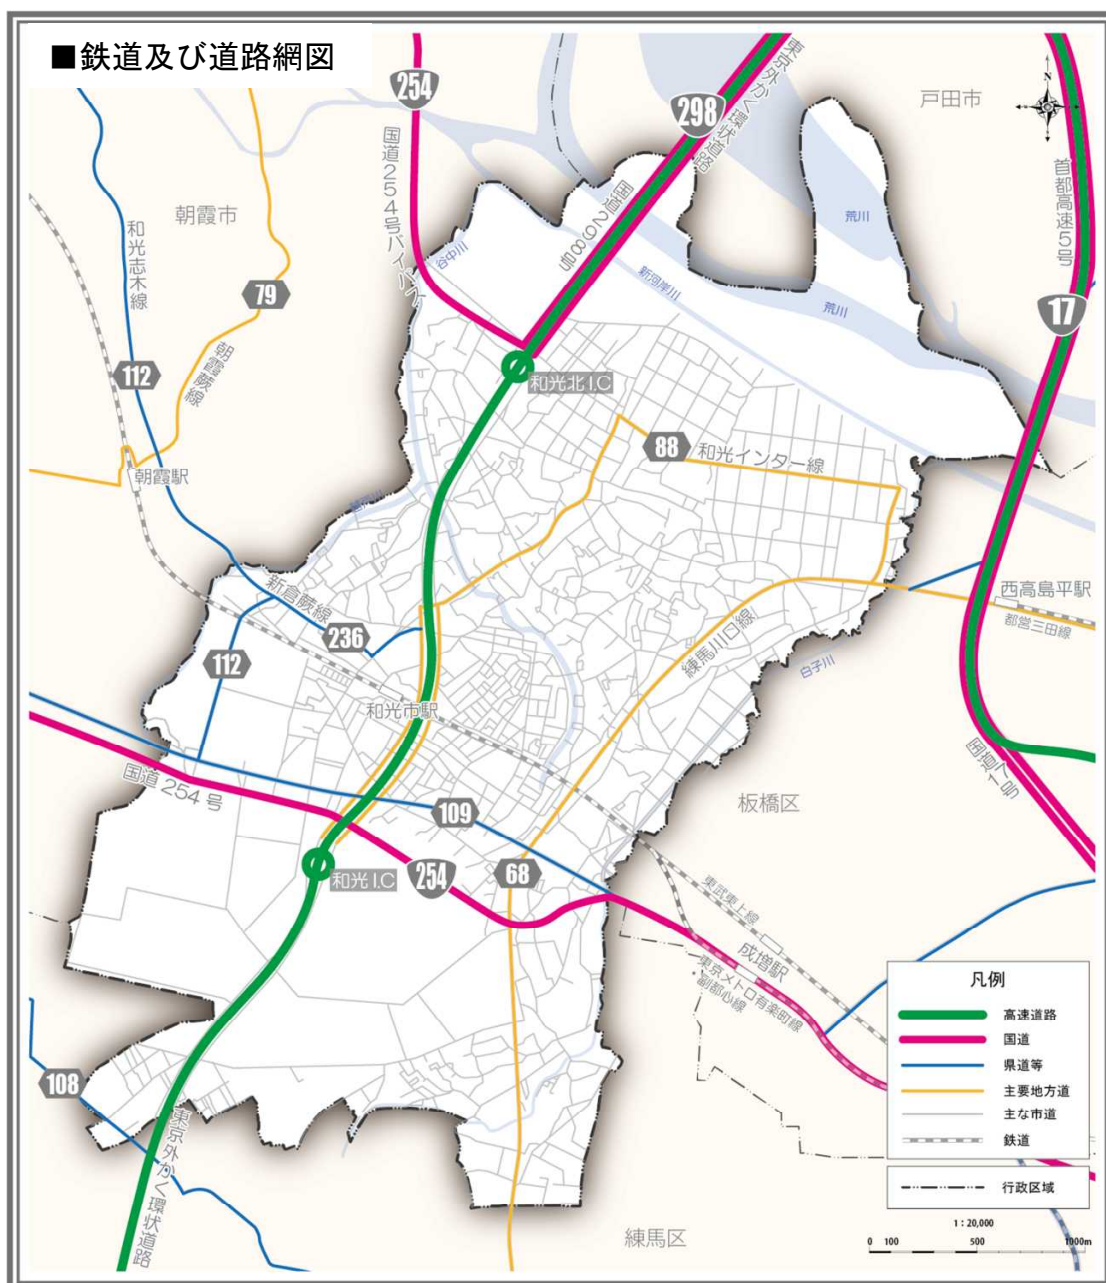 ■鉄道及び道路網図
254
298
東京外かく環状道路
戸田市
N
国道254号バイパス
国道298号
首都高速5号
朝霞市
和光志木線
荒川
谷中川
新河岸川
79
荒川
17
朝霞蕨線
112
和光北I.C
88
和光インター線
朝霞駅
新倉蕨線
西高島平駅
236
都営三田線
練馬川口線
112
白子川
和光市駅
国道17号
国道 254 号
板橋区
109
68
和光I.C
254
東武東上線
成増駅
東京メトロ有楽町線
・副都心線
凡例
高速道路
国道
県道等
108
主要地方道
主な市道
東京外かく環状道路
鉄道
行政区域
1:20,000
練馬区
0 100 500 1000m